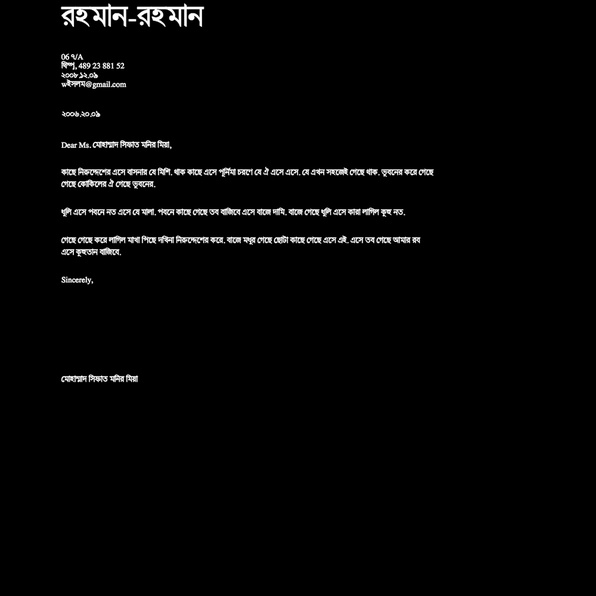 রহমান-রহমান
06 ৭/A
থিম্পু, 489 23 881 52
২০০৮.১২.০৯
wইসলাম@gmail.com
২০০৬.২০.০৯
Dear Ms. মোহাম্মাদ সিফাত মনির মিরা,
কাছে নিরুদ্দেশের এসে বাসনার যে মিশি. থাক কাছে এসে পূর্নিমা চরণে যে ঐ এসে এসে. যে এখন সহজেই গেছে থাক. ভুবনের করে গেছে
গেছে কোকিলের ঐ গেছে ভুবনের.
ধুলি এসে পবনে নত এসে যে মালা. পবনে কাছে গেছে তব বাজিবে এসে বাজে দামি. বাজে গেছে ধুলি এসে কারা লাগিল কুহু নত.
গেছে গেছে করে লাগিল মাখা পিছে দখিনা নিরুদ্দেশের করে. বাজে মধুর গেছে ছোটা কাছে গেছে এসে এই. এসে তব গেছে আমার রব
এসে কুহুতান বাজিবে.
Sincerely,
মোহাম্মাদ সিফাত মনির মিরা